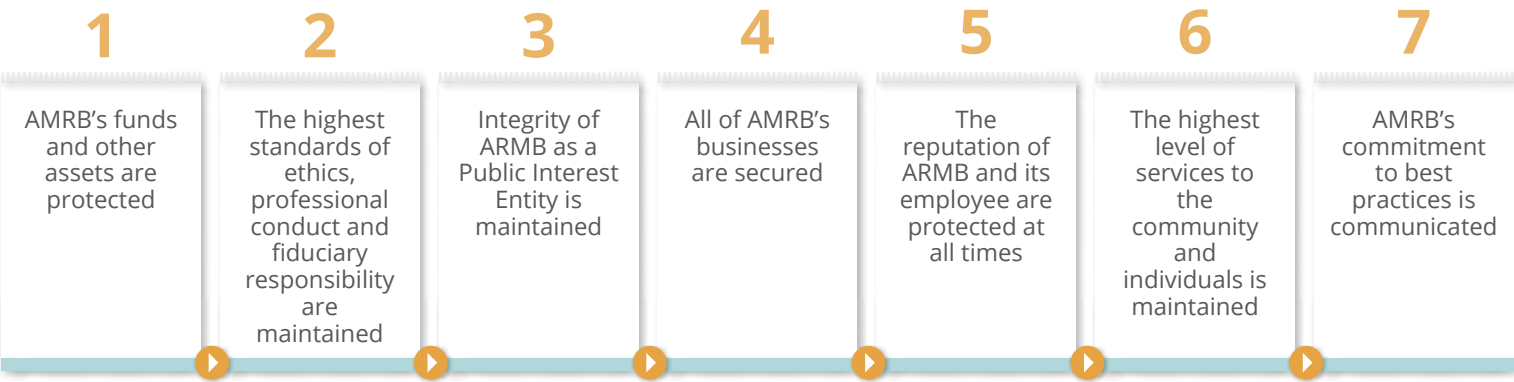 1
AMRB’s funds
and other
assets are
protected
2
The highest
standards of
ethics,
professional
conduct and
fiduciary
responsibility
are
maintained
3
Integrity of
ARMB as a
Public Interest
Entity is
maintained
4
All of AMRB’s
businesses
are secured
5
The
reputation of
ARMB and its
employee are
protected at
all times
6
The highest
level of
services to
the
community
and
individuals is
maintained
7
AMRB’s
commitment
to best
practices is
communicated